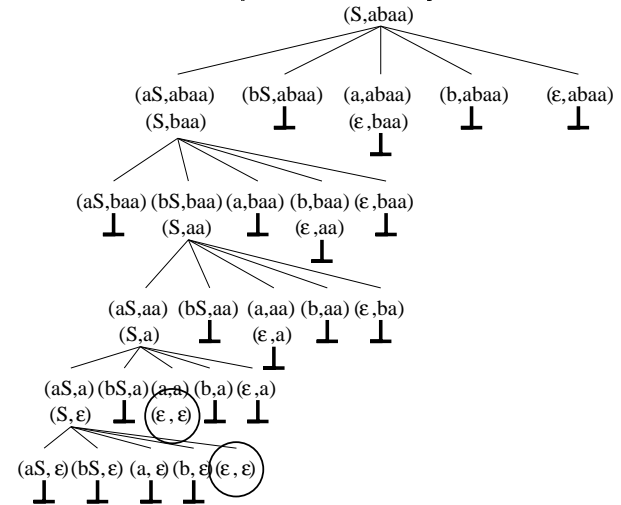 (S,abaa)
(aS,abaa) (bS,abaa) (a,abaa) (b,abaa) (ε,abaa)
(S,baa) (ε,baa)
(aS,baa) (bS,baa) (a,baa) (b,baa) (ε,baa)
(S,aa) (ε,aa)
(aS,aa) (bS,aa) (a,aa) (b,aa) (ε,ba)
(S,a) (ε,a)
(aS,a) (bS,a) (a,a) (b,a) (ε,a)
(S,ε) (ε,ε)
(aS,ε) (bS,ε) (a,ε) (b,ε) (ε,ε)